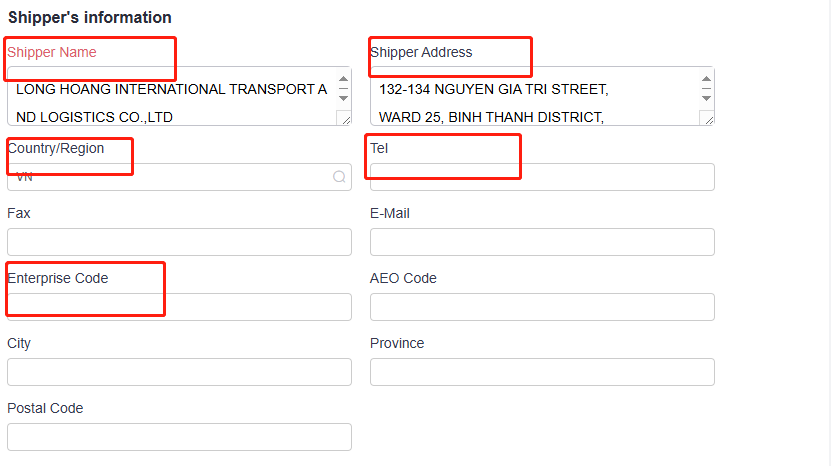 Shipper's information
Shipper Name
Shipper Address
LONG HOANG INTERNATIONAL TRANSPORT A
ND LOGISTICS CO.,LTD
132-134 NGUYEN GIA TRI STREET,
WARD 25, BINH THANH DISTRICT,
Country/Region
Tel
VN
Fax
E-Mail
Enterprise Code
AEO Code
City
Province
Postal Code